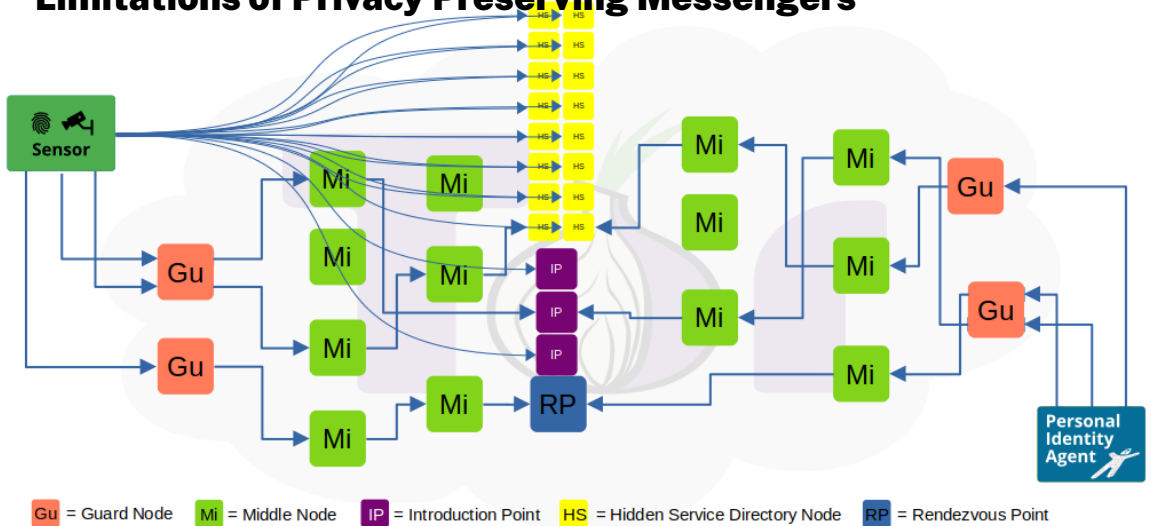 Limitations of Privacy Preserving Messengers
HS HS
HS HS
HS HS
HS HS
HS HS
HS HS
HS HS
HS HS
Sensor
Mi Mi Mi Mi
Gu
Mi Mi Mi
Mi IP
Gu
Mi IP Mi Gu
Mi IP
Gu
Mi Mi RP Mi
Personal
Identity
Agent
Gu = Guard Node Mi = Middle Node IP = Introduction Point HS = Hidden Service Directory Node RP = Rendezvous Point